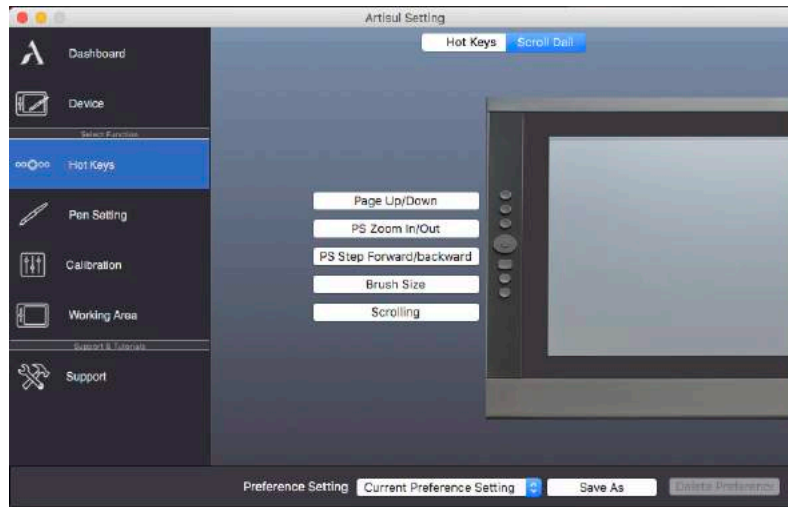 Artisul Setting
Hot Keys
Scroll Dail
Dashboard
Device
Select Function
Hot Keys
Pen Setting
Calibration
Working Area
Support & Tutorials
Support
Page Up/Down
PS Zoom In/Out
PS Step Forward/backward
Brush Size
Scrolling
Preference Setting
Current Preference Setting
Save As
Delete Preference